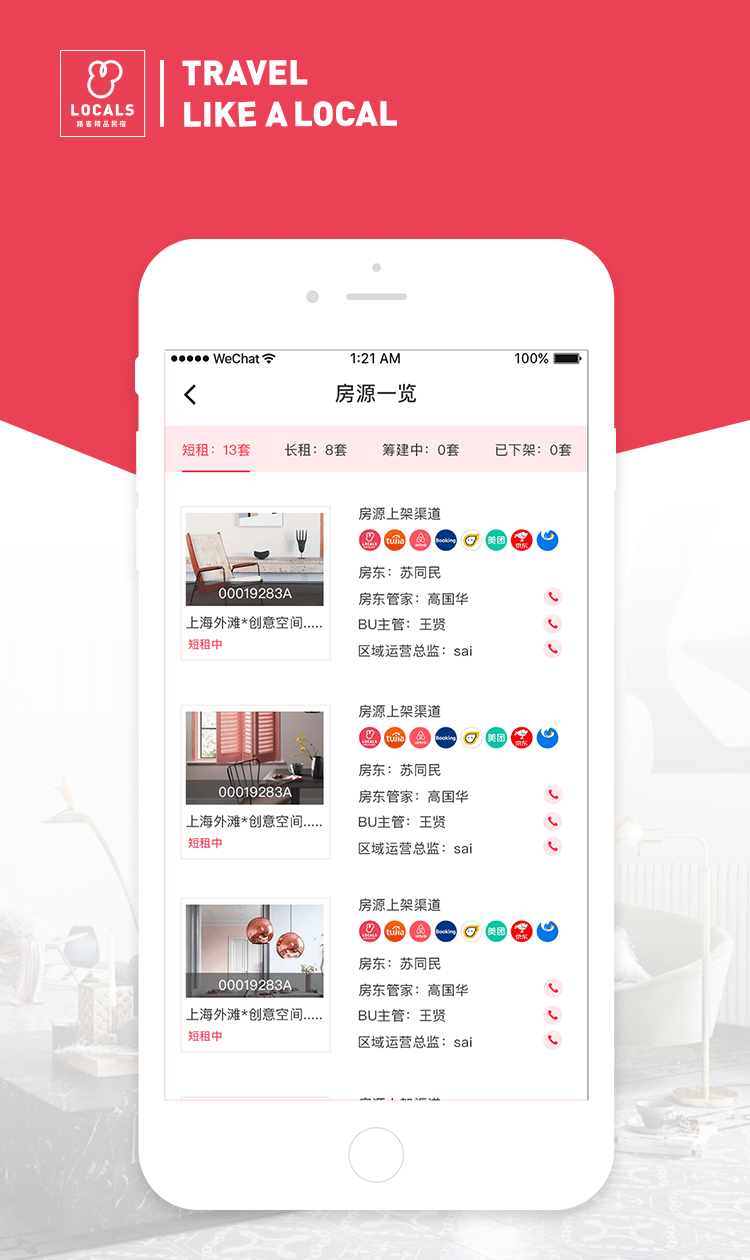 LOCALS
路客精品民宿
TRAVEL
LIKE A LOCAL
WeChat 1:21 AM 100%
房源一览
短租：13套 长租：8套 筹建中：0套 已下架：0套
房源上架渠道
LOCALS tujia airbnb Booking 美团 京东
00019283A
上海外滩*创意空间.....
短租中
房东：苏同民
房东管家：高国华
BU主管：王贤
区域运营总监：sai
房源上架渠道
LOCALS tujia airbnb Booking 美团 京东
00019283A
上海外滩*创意空间.....
短租中
房东：苏同民
房东管家：高国华
BU主管：王贤
区域运营总监：sai
房源上架渠道
LOCALS tujia airbnb Booking 美团 京东
00019283A
上海外滩*创意空间.....
短租中
房东：苏同民
房东管家：高国华
BU主管：王贤
区域运营总监：sai